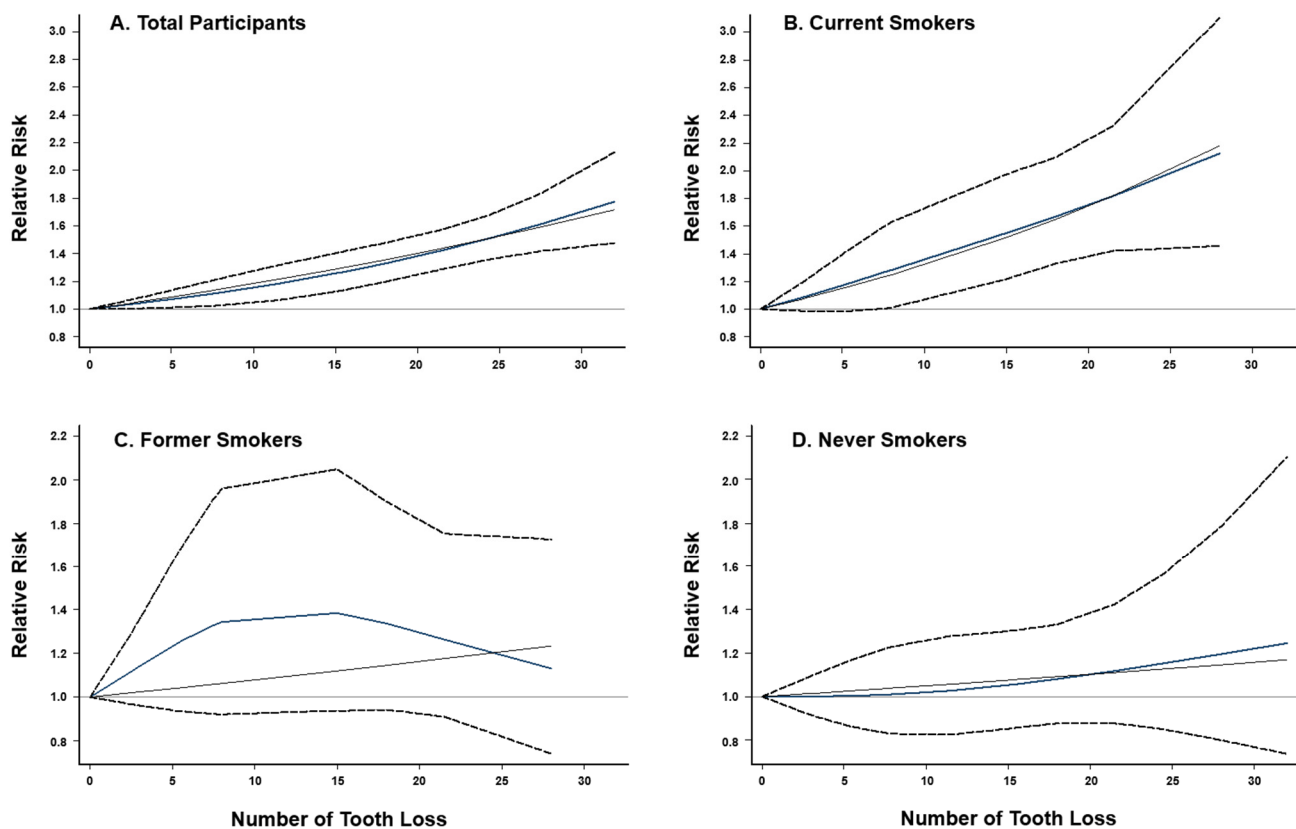 A. Total Participants
Relative Risk
3.0
2.8
2.6
2.4
2.2
2.0
1.8
1.6
1.4
1.2
1.0
0.8
0 5 10 15 20 25 30
B. Current Smokers
Relative Risk
3.0
2.8
2.6
2.4
2.2
2.0
1.8
1.6
1.4
1.2
1.0
0.8
0 5 10 15 20 25 30
C. Former Smokers
Relative Risk
2.2
2.0
1.8
1.6
1.4
1.2
1.0
0.8
0 5 10 15 20 25 30
Number of Tooth Loss
D. Never Smokers
Relative Risk
2.2
2.0
1.8
1.6
1.4
1.2
1.0
0.8
0 5 10 15 20 25 30
Number of Tooth Loss